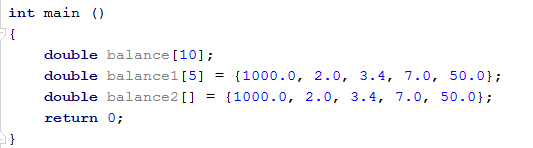 int main ()
{
    double balance[10];
    double balance1[5] = {1000.0, 2.0, 3.4, 7.0, 50.0};
    double balance2[] = {1000.0, 2.0, 3.4, 7.0, 50.0};
    return 0;
}